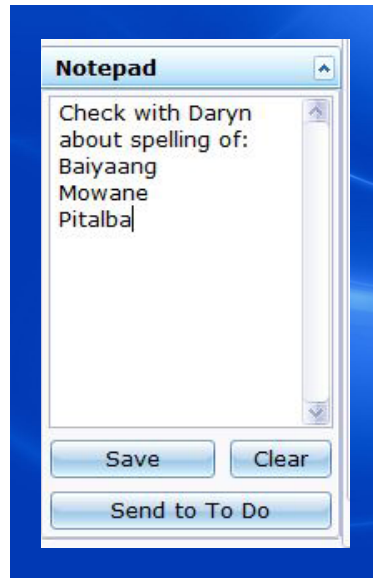 Notepad
Check with Daryn
about spelling of:
Baiyaang
Mowane
Pitalba
Save Clear
Send to To Do